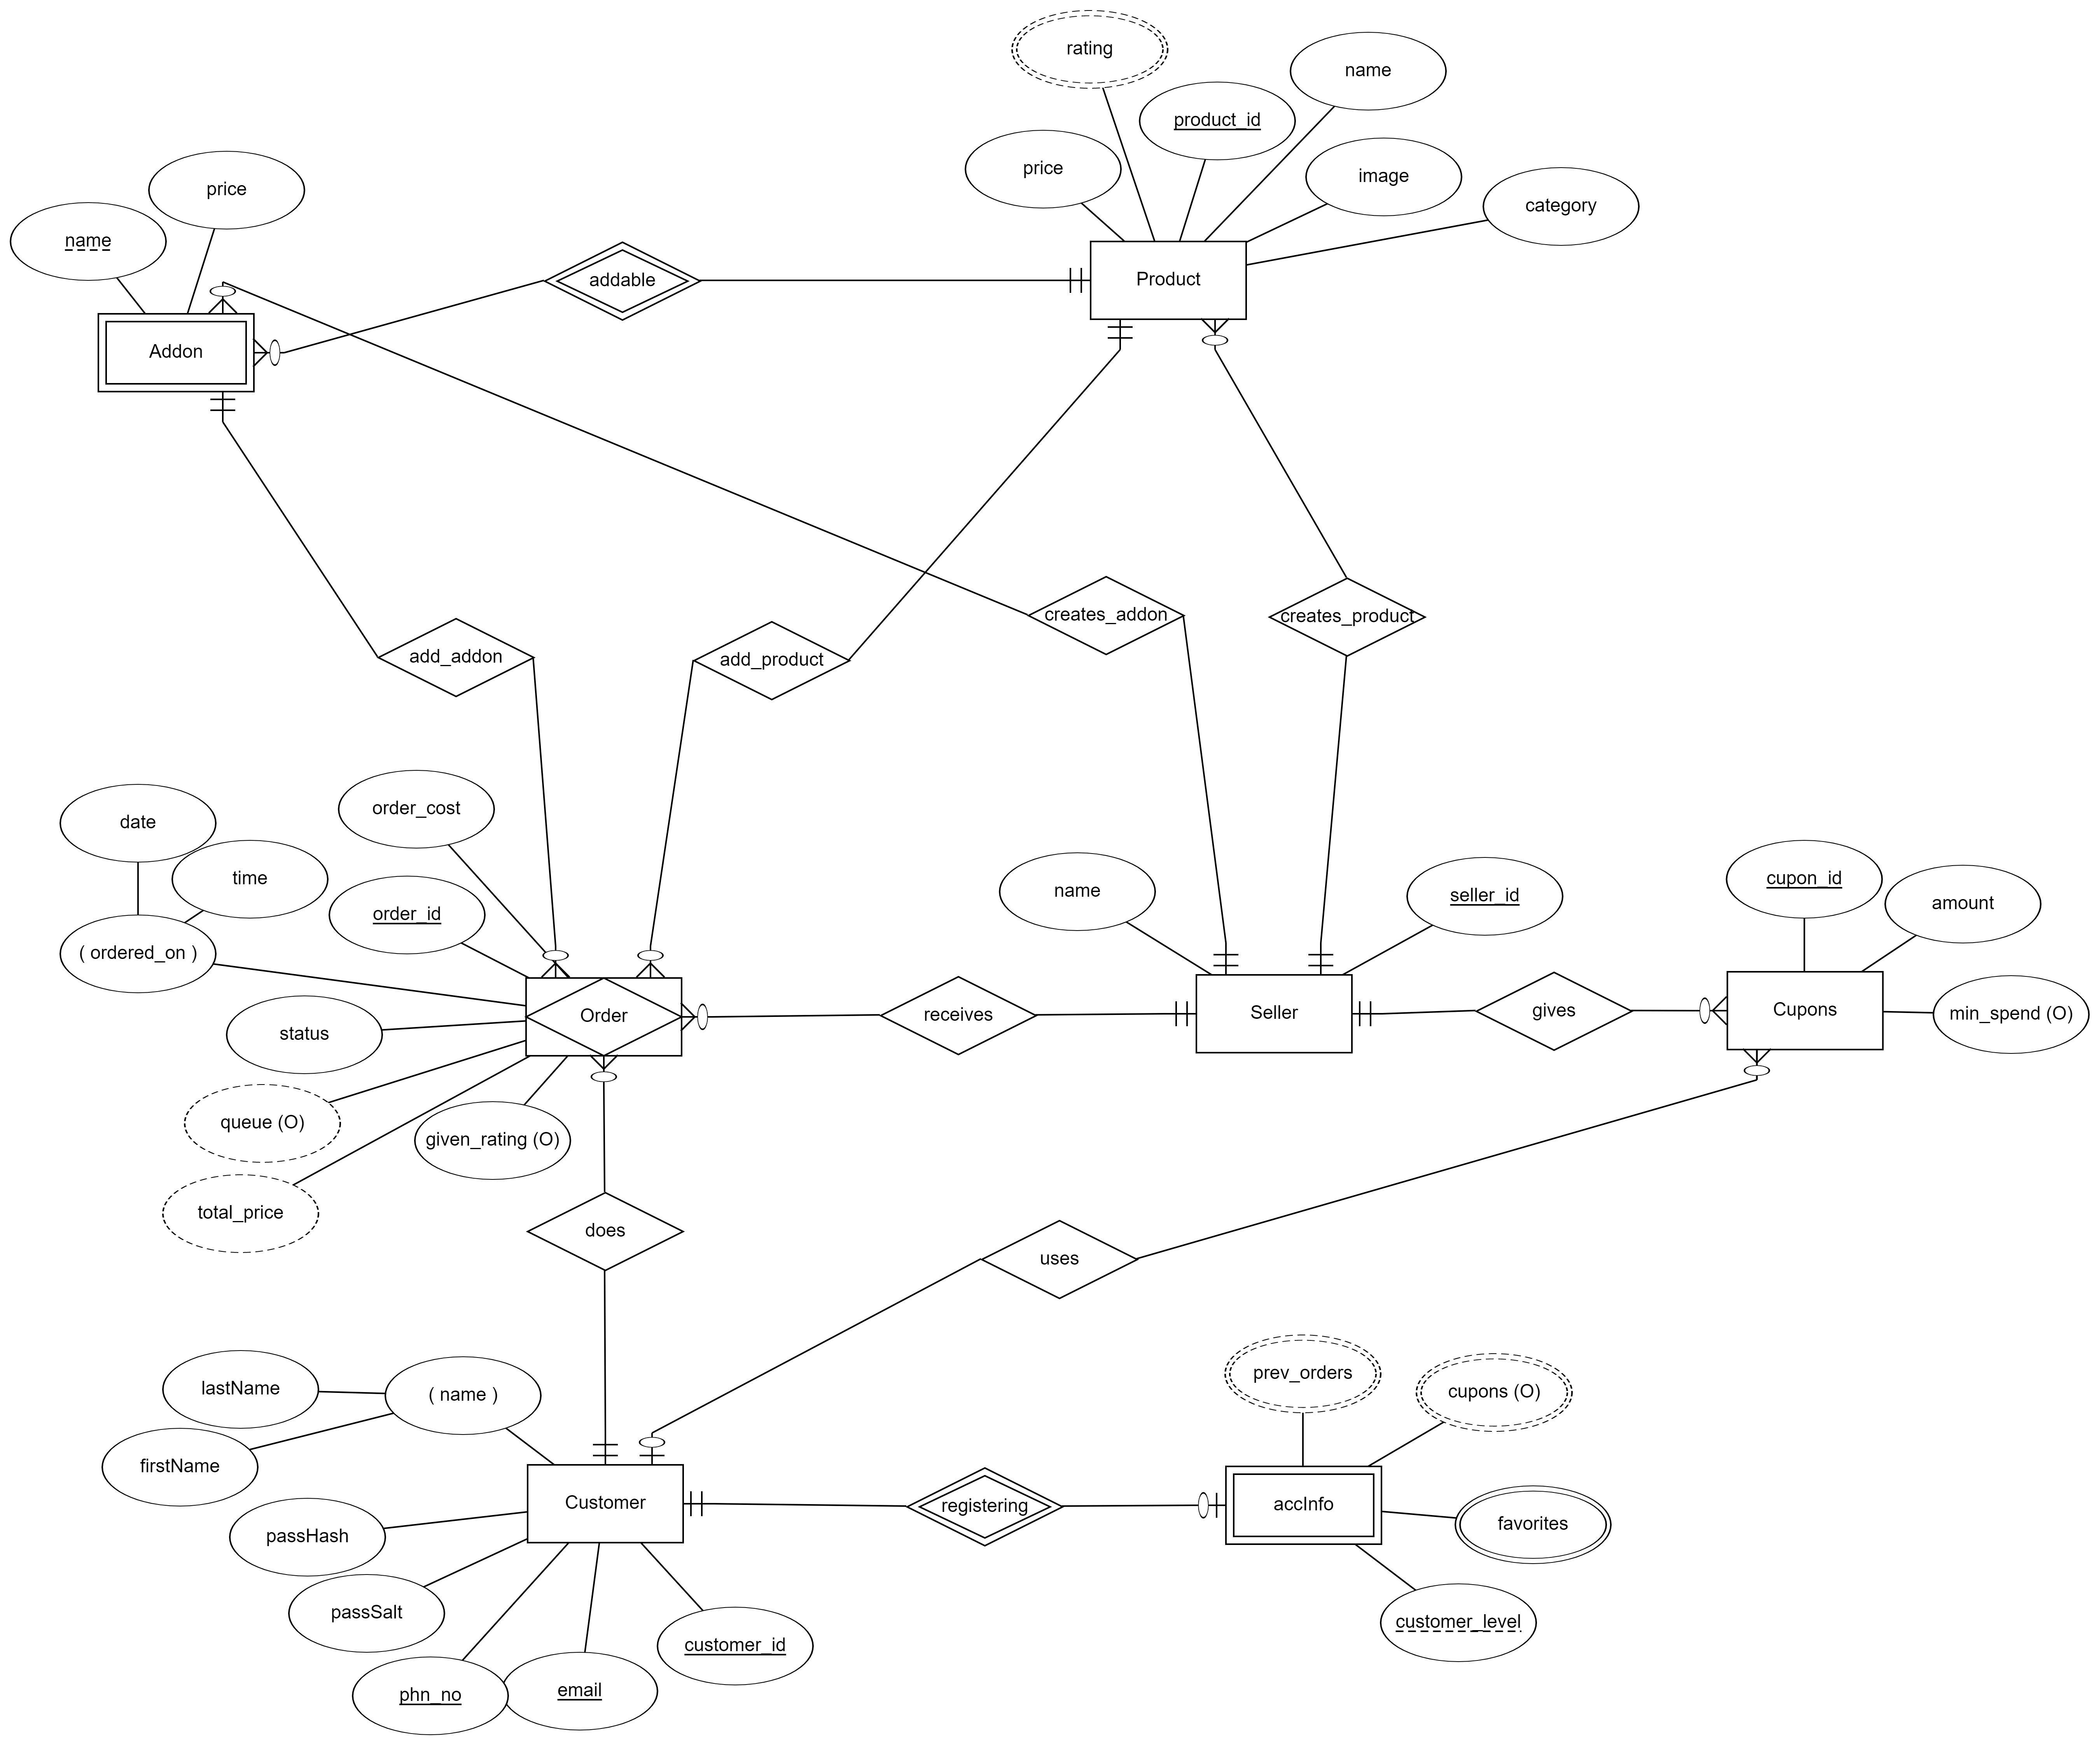 rating
name
product_id
price
image
category
price
name
addable
Product
Addon
creates_addon
creates_product
add_addon
add_product
order_cost
date
time
order_id
( ordered_on )
name
seller_id
cupon_id
amount
status
Order
receives
Seller
gives
Cupons
min_spend (O)
queue (O)
given_rating (O)
total_price
does
uses
prev_orders
cupons (O)
lastName
( name )
firstName
Customer
registering
accInfo
favorites
passHash
passSalt
customer_level
customer_id
phn_no
email